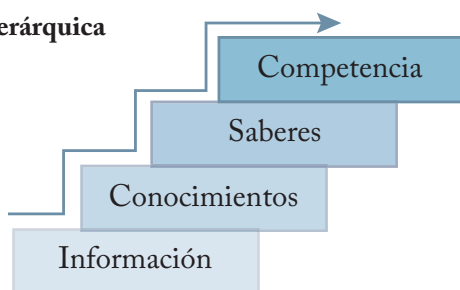 erárquica
Competencia
Saberes
Conocimientos
Información